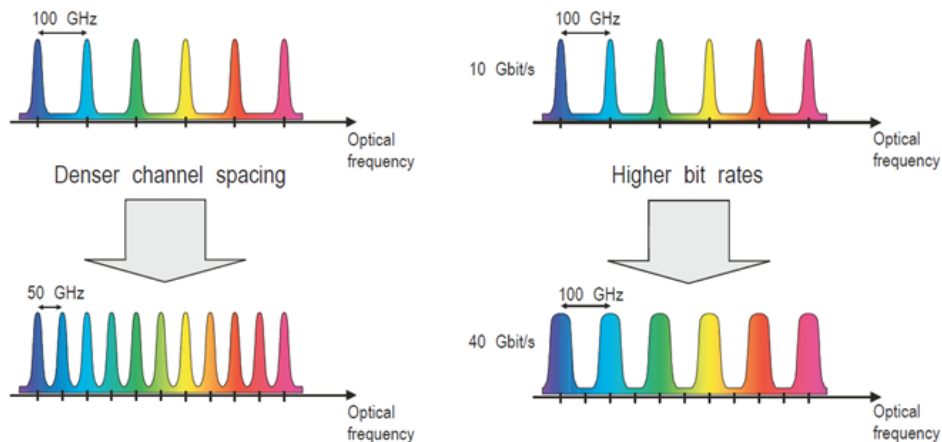 100 GHz
Optical
frequency
Denser channel spacing
50 GHz
Optical
frequency
100 GHz
10 Gbit/s
Optical
frequency
Higher bit rates
100 GHz
40 Gbit/s
Optical
frequency